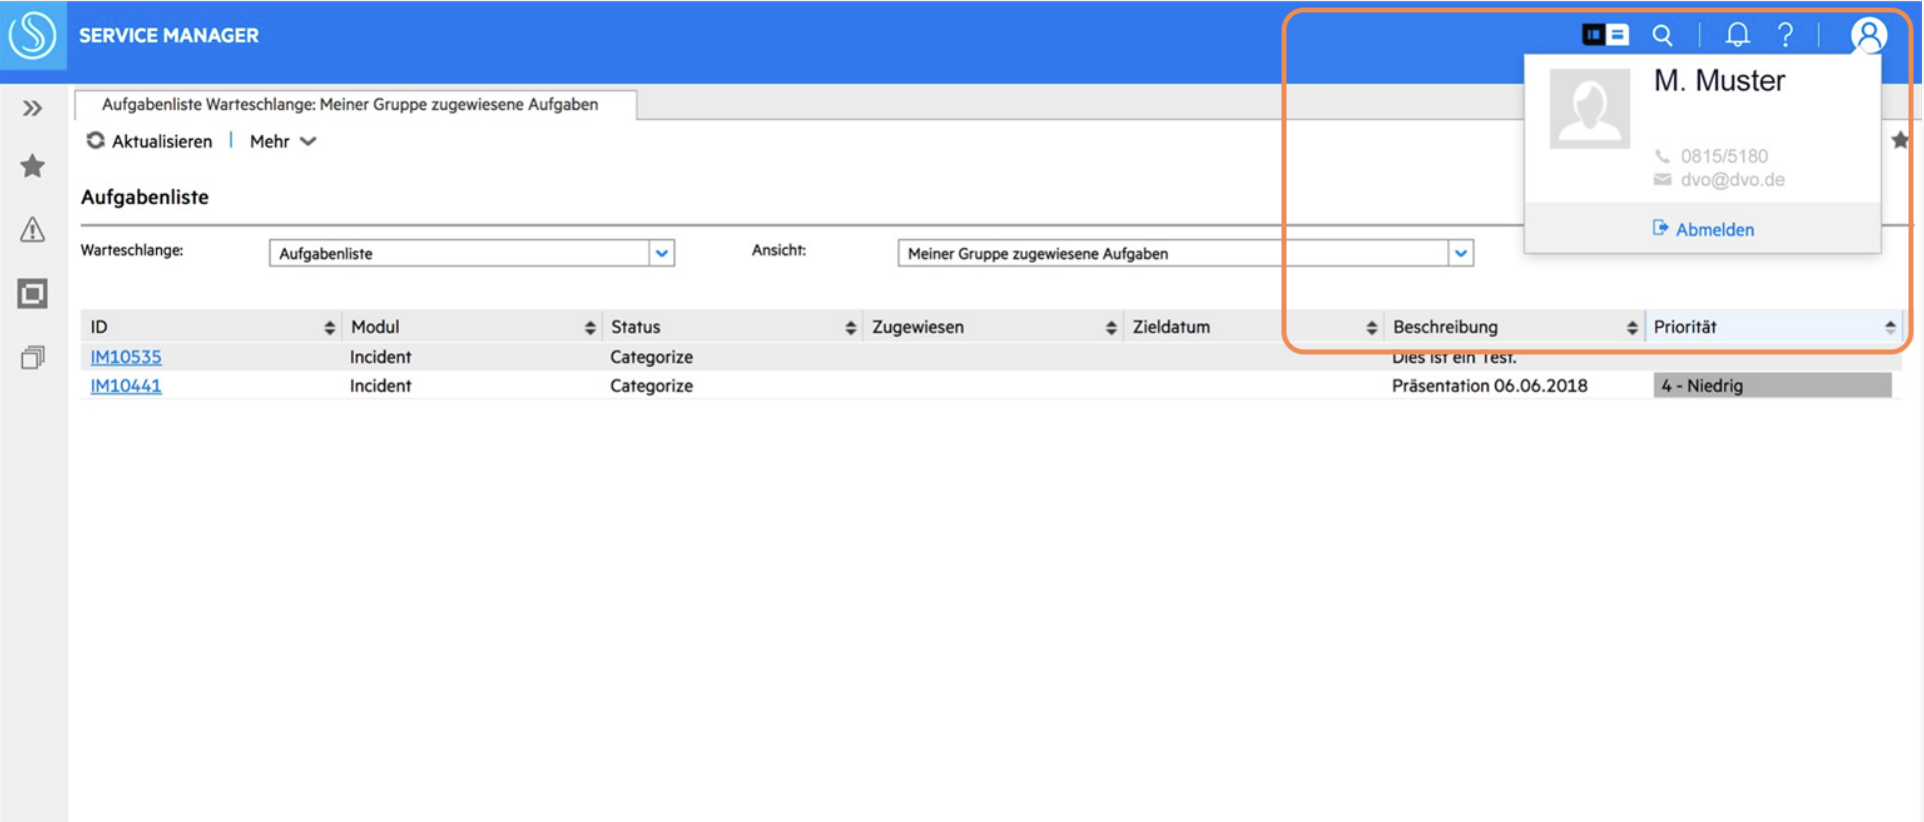 SERVICE MANAGER
?
M. Muster
0815/5180
dvo@dvo.de
Abmelden
Aufgabenliste Warteschlange: Meiner Gruppe zugewiesene Aufgaben
Aktualisieren | Mehr
Aufgabenliste
Warteschlange: Aufgabenliste Ansicht: Meiner Gruppe zugewiesene Aufgaben
ID Modul Status Zugewiesen Zieldatum Beschreibung Priorität
IM10535 Incident Categorize Dies ist ein Test.
IM10441 Incident Categorize Präsentation 06.06.2018 4 - Niedrig